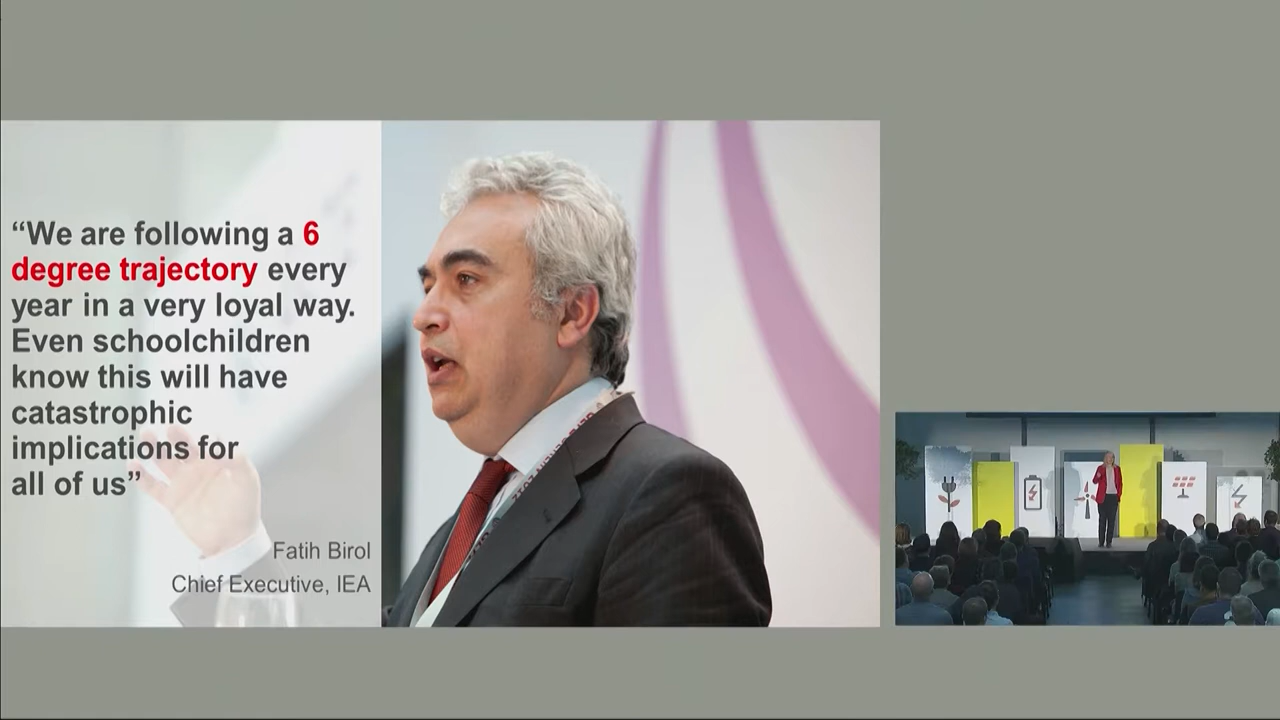 “We are following a 6
degree trajectory every
year in a very loyal way.
Even schoolchildren
know this will have
catastrophic
implications for
all of us”
Fatih Birol
Chief Executive, IEA